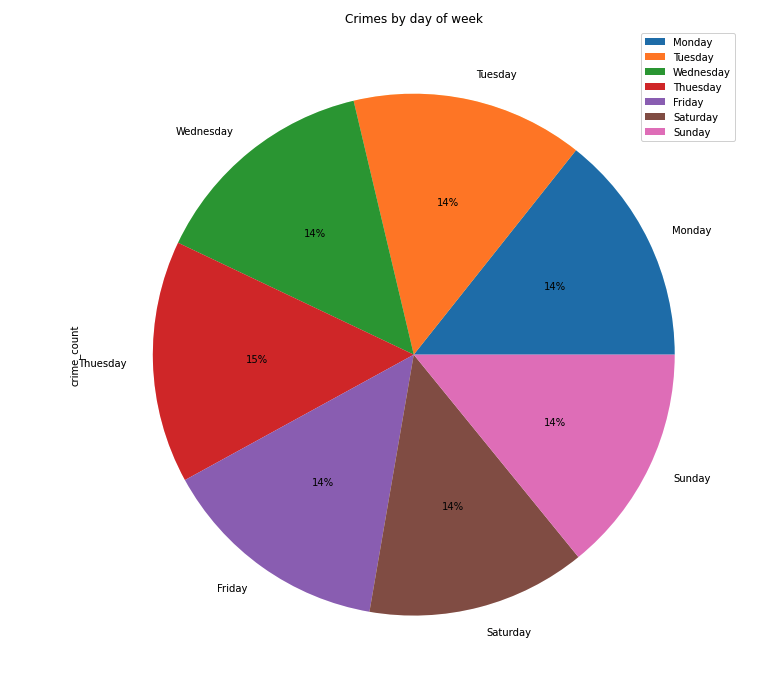 Crimes by day of week
Monday
Tuesday
Wednesday
Thuesday
Friday
Saturday
Sunday
Tuesday
Wednesday
Monday
14%
14%
14%
crime_count
Thuesday
15%
14%
14%
14%
Sunday
Friday
Saturday